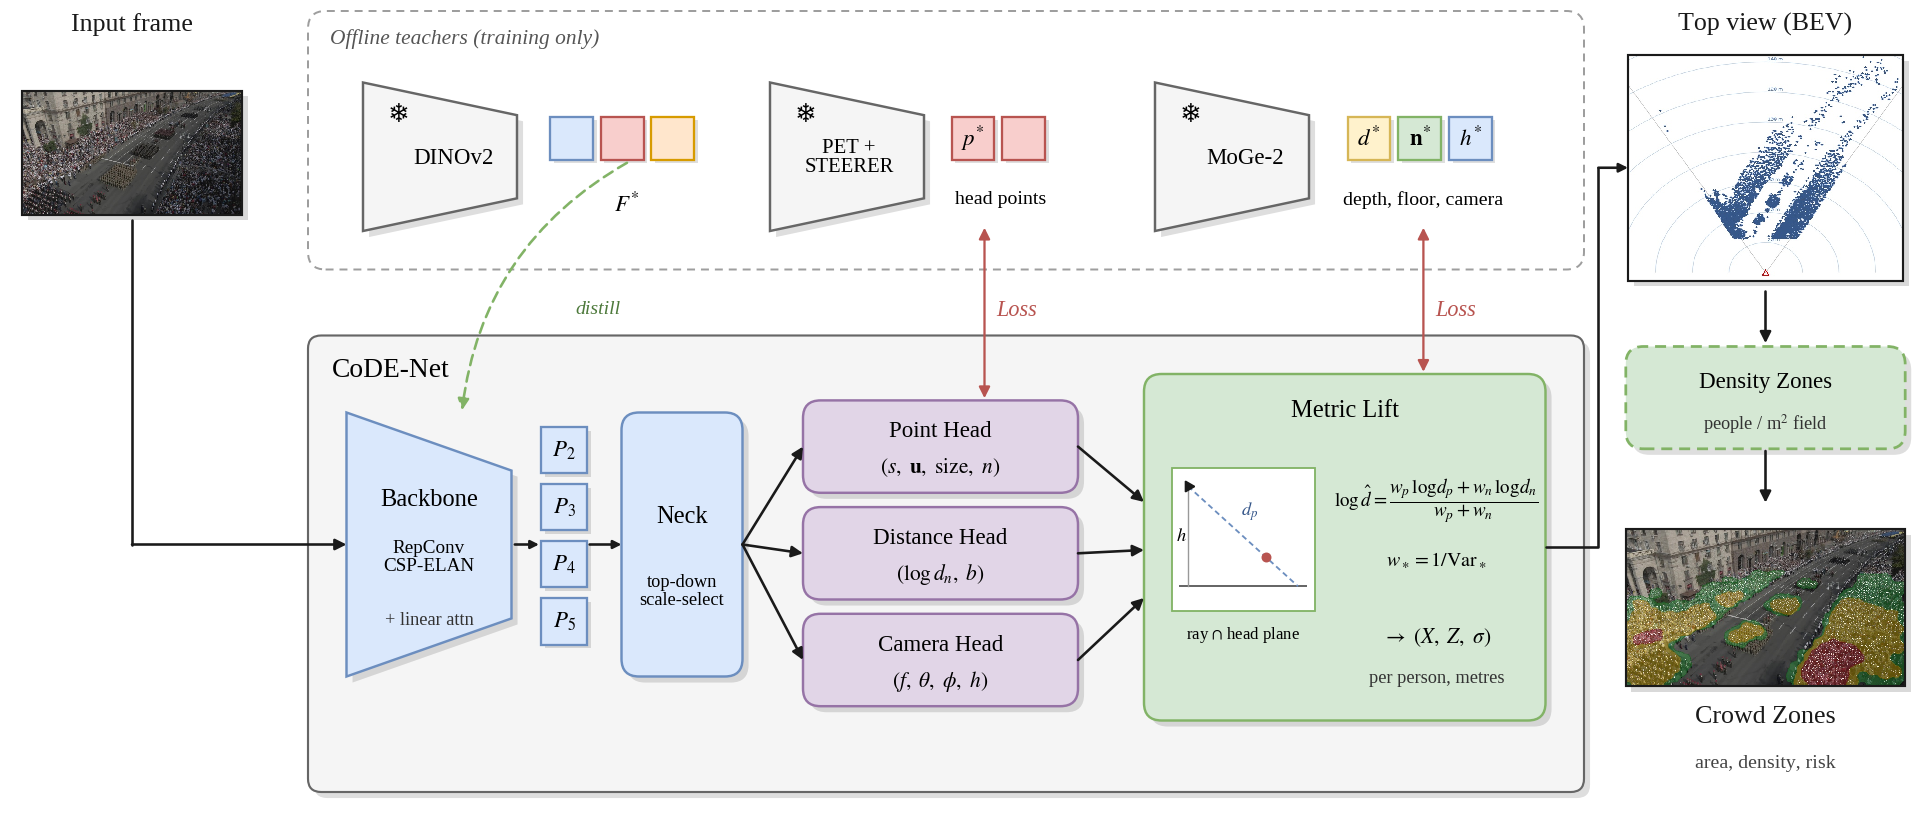 Input frame
Offline teachers (training only)
DINOv2
F*
PET +
STEERER
p*
head points
MoGe-2
d*
n*
h*
depth, floor, camera
Top view (BEV)
distill
Loss
Loss
CoDE-Net
Backbone
RepConv
CSP-ELAN
+ linear attn
P2
P3
P4
P5
Neck
top-down
scale-select
Point Head
(s, u, size, n)
Distance Head
(log dn, b)
Camera Head
(f, θ, ϕ, h)
Metric Lift
h
dp
ray ∩ head plane
log d̂ = (wp log dp + wn log dn) / (wp + wn)
w* = 1/Var*
→ (X, Z, σ)
per person, metres
Density Zones
people / m² field
Crowd Zones
area, density, risk